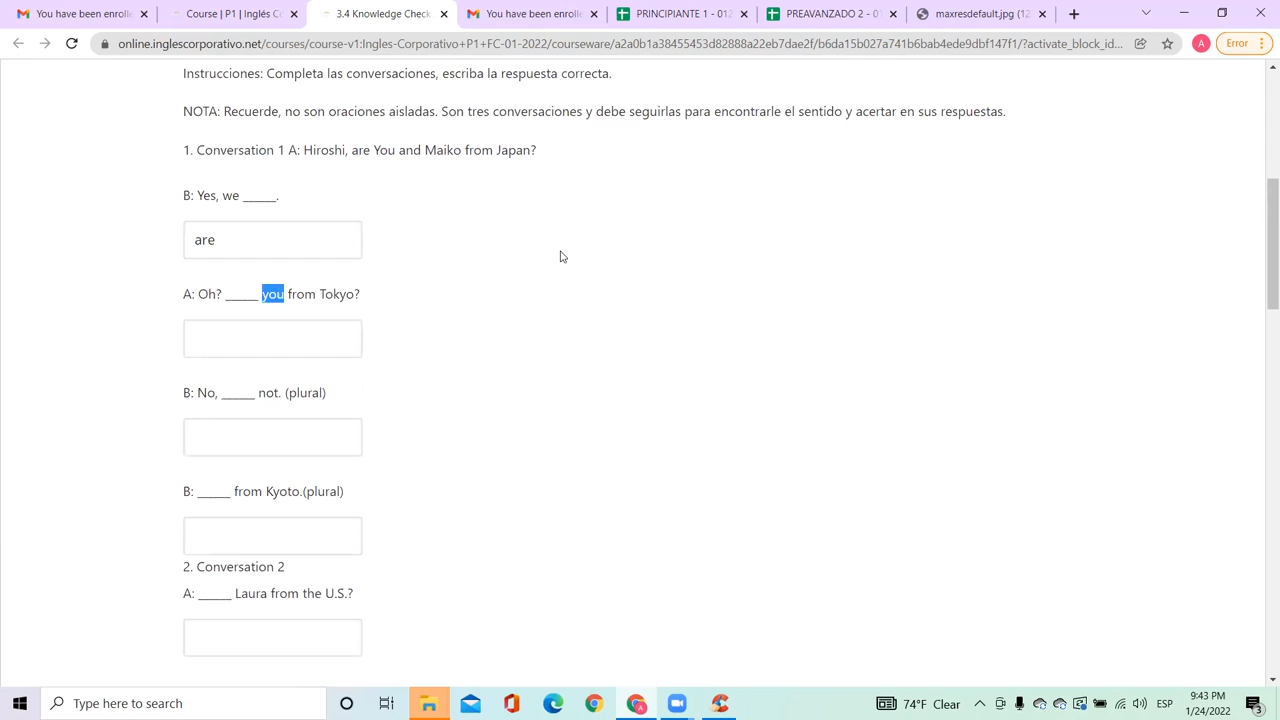 You have been enrolle
Course | P1 | Inglés C
3.4 Knowledge Check
You have been enrolle
PRINCIPIANTE 1 - 012
PREAVANZADO 2 - 01
maxresdefault.jpg (12
online.inglescorporativo.net/courses/course-v1:Ingles-Corporativo+P1+FC-01-2022/courseware/a2a0b1a38455453d82888a22eb7dae2f/b6da15b027a741b6bab4ede9dbf147f1/?activate_block_id...
A
Error
Instrucciones: Completa las conversaciones, escriba la respuesta correcta.
NOTA: Recuerde, no son oraciones aisladas. Son tres conversaciones y debe seguirlas para encontrarle el sentido y acertar en sus respuestas.
1. Conversation 1 A: Hiroshi, are You and Maiko from Japan?
B: Yes, we _____.
are
A: Oh? _____ you from Tokyo?
B: No, _____ not. (plural)
B: _____ from Kyoto.(plural)
2. Conversation 2
A: _____ Laura from the U.S.?
Type here to search
74°F Clear
ESP
9:43 PM
1/24/2022
3